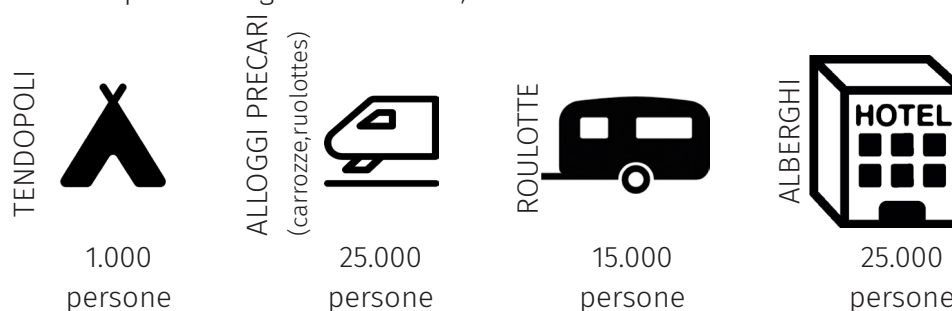 TENDOPOLI
1.000
persone
ALLOGGI PRECARI
(carrozze,ruolottes)
25.000
persone
ROULOTTE
15.000
persone
ALBERGHI
HOTEL
25.000
persone